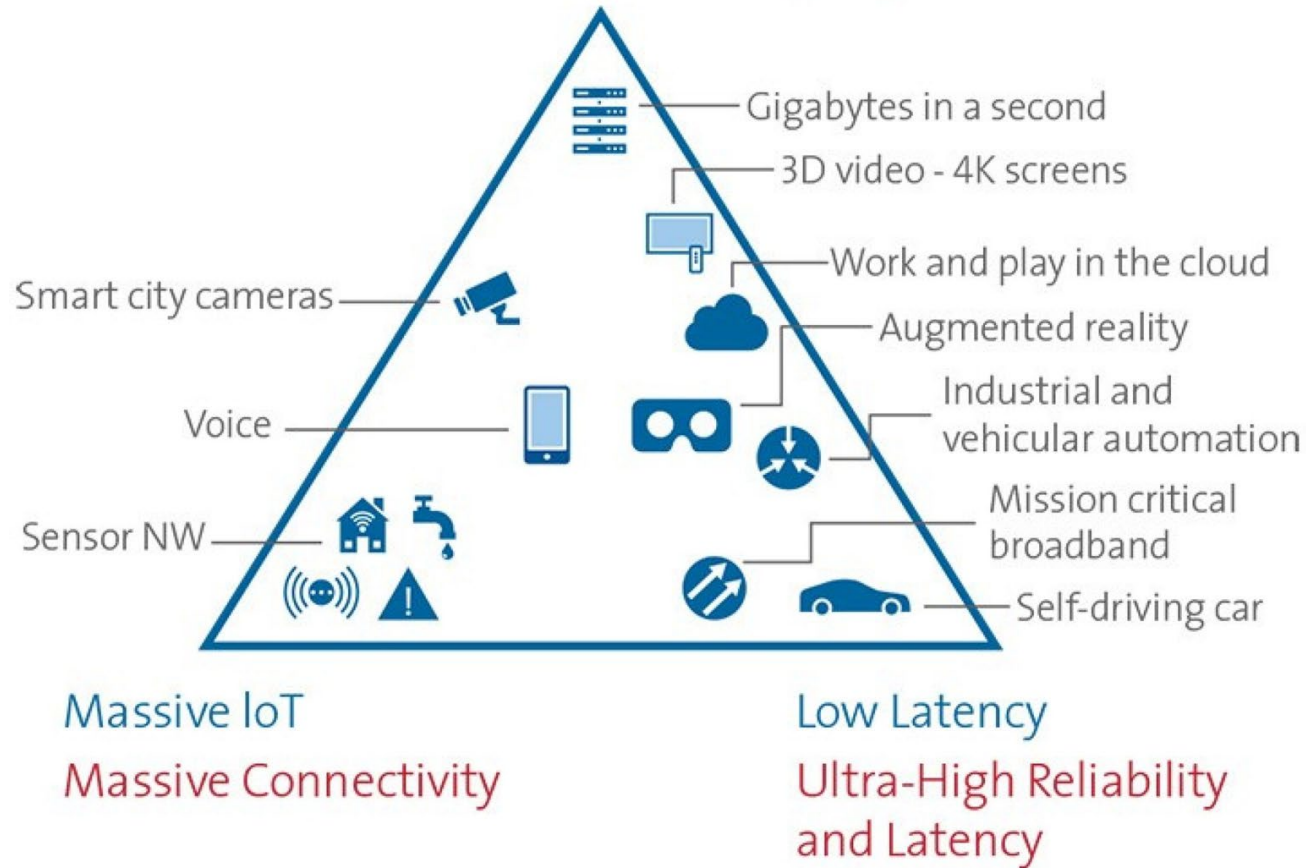 Gigabytes in a second
3D video - 4K screens
Work and play in the cloud
Smart city cameras
Augmented reality
Industrial and
vehicular automation
Voice
Mission critical
broadband
Sensor NW
Self-driving car
Massive IoT
Massive Connectivity
Low Latency
Ultra-High Reliability
and Latency